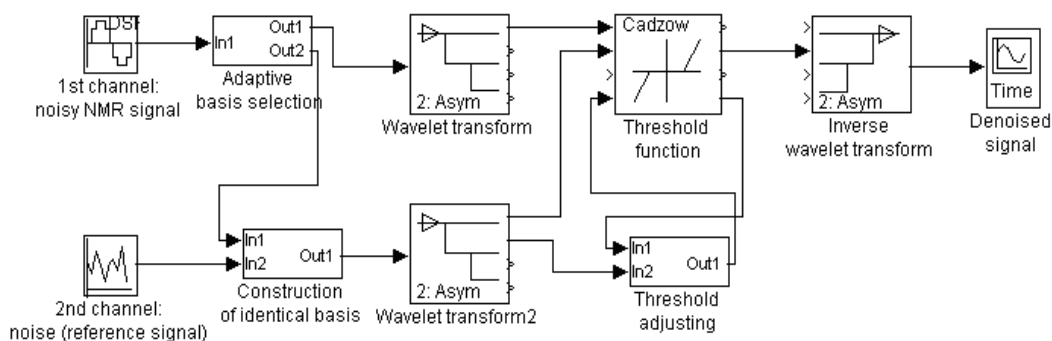 DSP
In1
Out1
Out2
1st channel:
noisy NMR signal
Adaptive
basis selection
2: Asym
Wavelet transform
Cadzow
Threshold
function
2: Asym
Inverse
wavelet transform
Time
Denoised
signal
In1
In2
Out1
2nd channel:
noise (reference signal)
Construction
of identical basis
2: Asym
Wavelet transform2
In1
In2
Out1
Threshold
adjusting